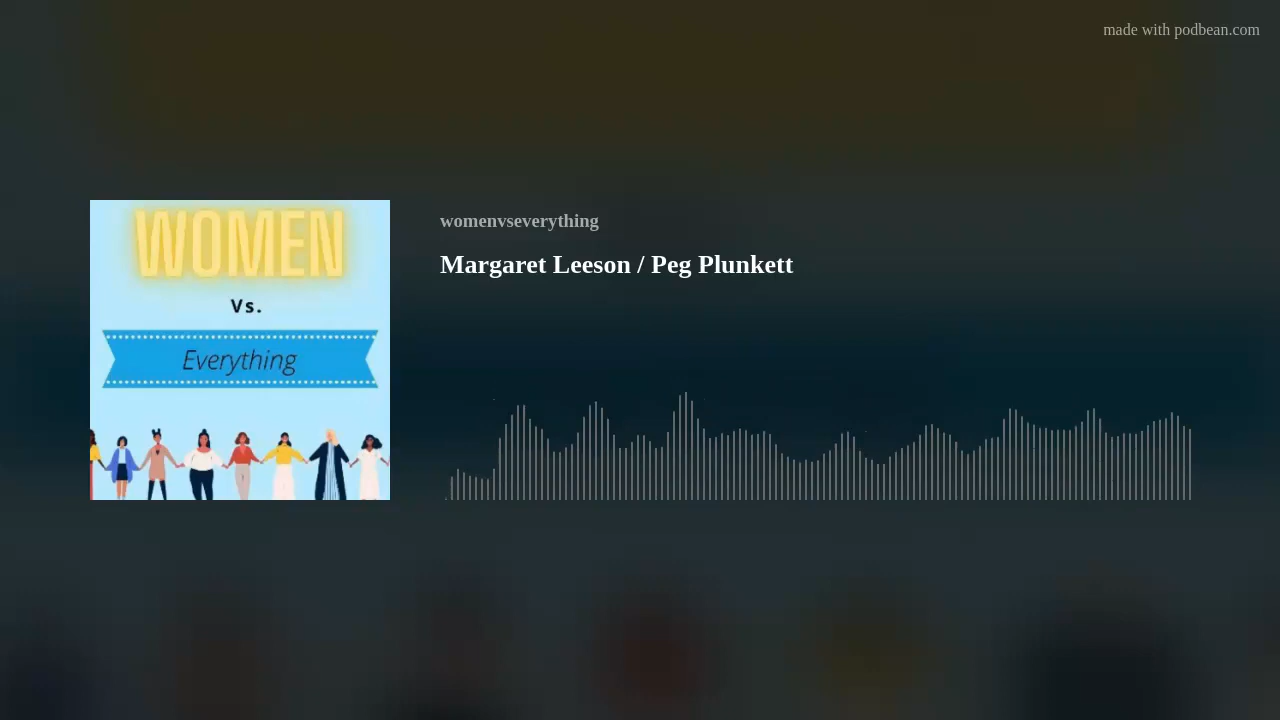 made with podbean.com
WOMEN
Vs.
Everything
womenvseverything
Margaret Leeson / Peg Plunkett